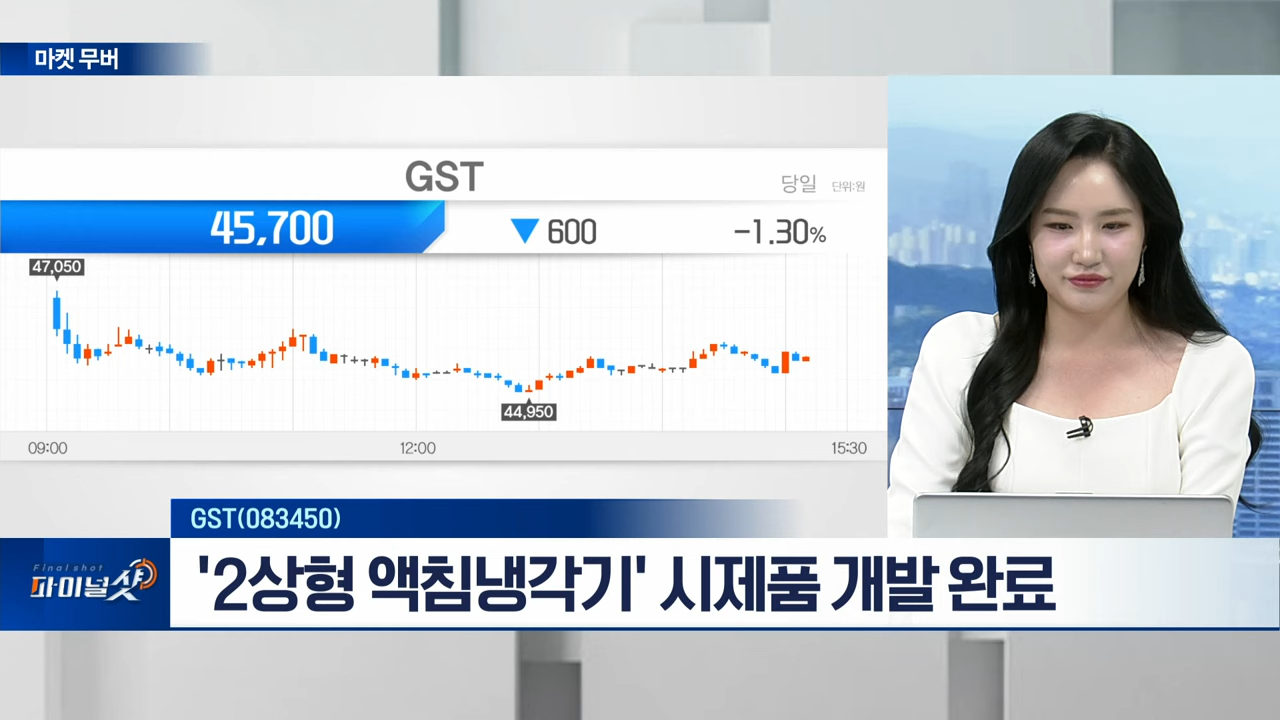 마켓 무버
GST
당일 단위:원
45,700 ▼600 -1.30%
47,050
44,950
09:00 12:00 15:30
GST(083450)
Final shot
파이널샷
'2상형 액침냉각기' 시제품 개발 완료